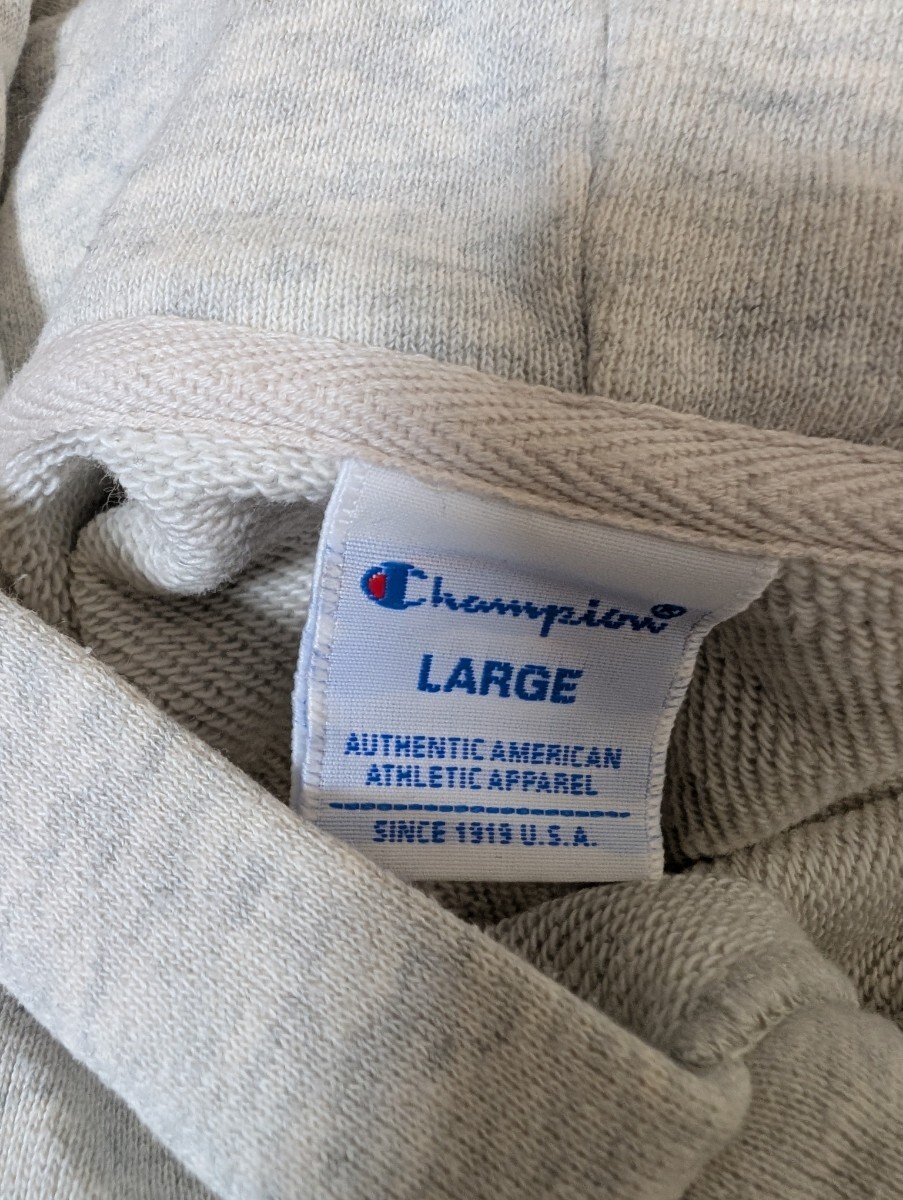 Champion®
LARGE
AUTHENTIC AMERICAN
ATHLETIC APPAREL
SINCE 1919 U.S.A.